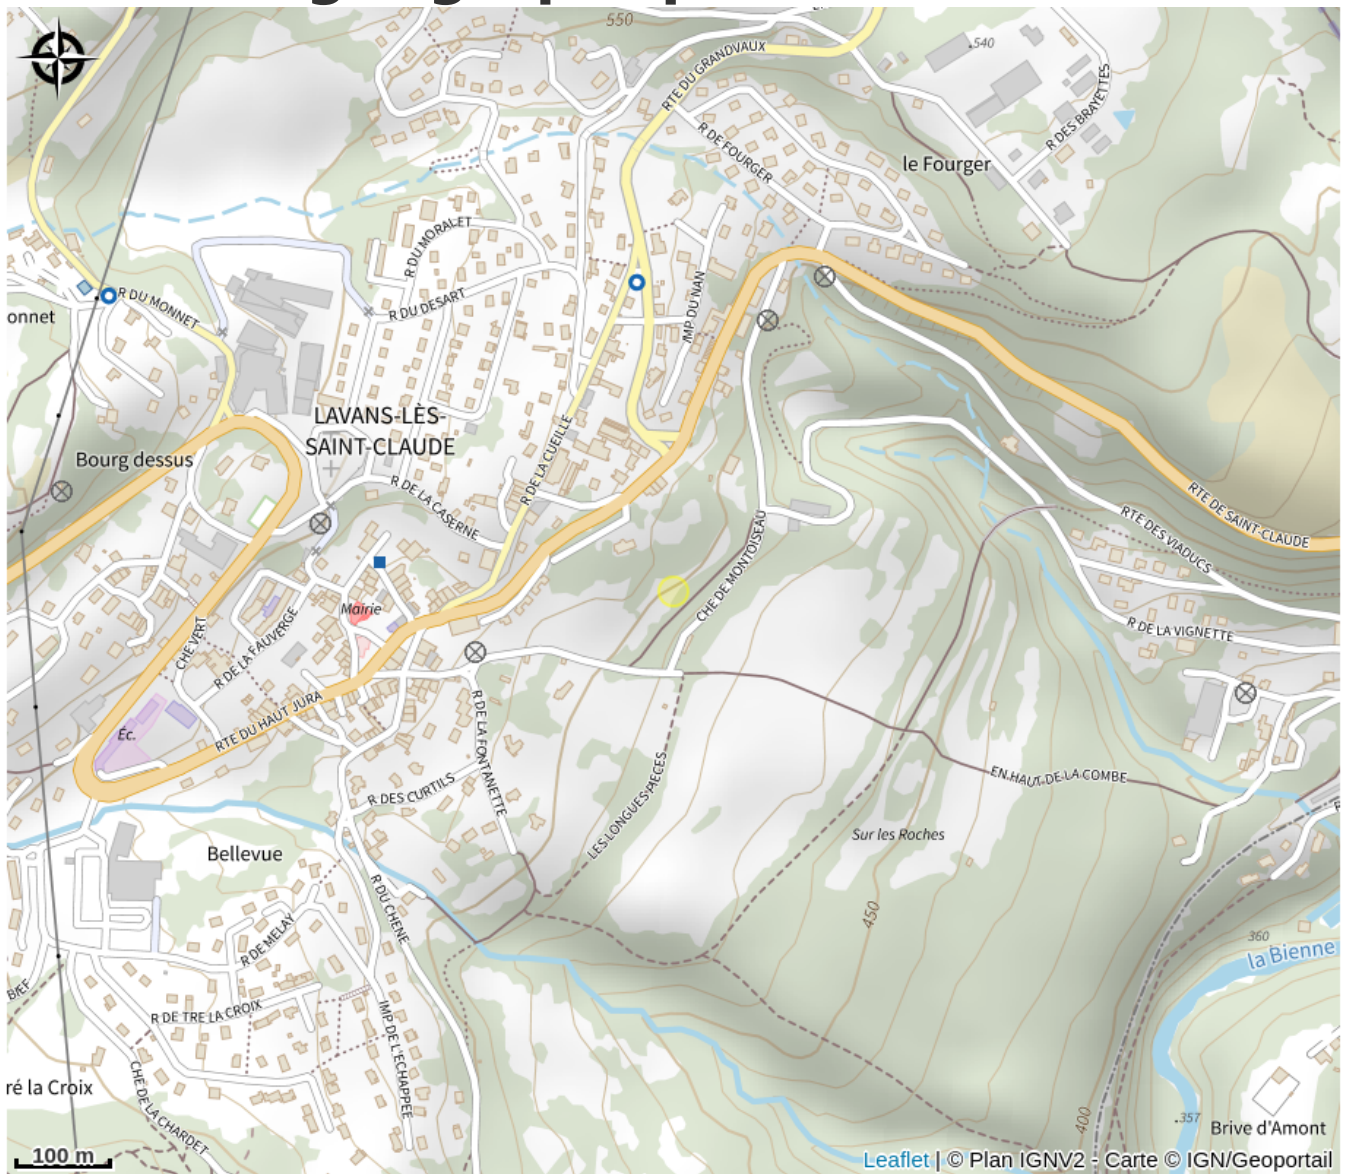 550
.540
RTE DU GRANDVAUX
R DES BRAYETTES
R DE FOURGER
le Fourger
R DU MORALET
R DU MONNET
onnet
R DU DESART
IMP DU NAN
LAVANS-LÈS-
SAINT-CLAUDE
Bourg dessus
R DE LA CUEILLE
R DE LA CASERNE
RTE DE SAINT-CLAUDE
RTE DES VIADUCS
CHE DE MONTOISEAU
Mairie
R DE LA FAUVERGE
CHE VERT
R DE LA VIGNETTE
RTE DU HAUT JURA
Ec.
R DE LA FONTANETTE
R DES CURTILS
LES LONGUES PIECES
EN HAUT DE LA COMBE
Sur les Roches
Bellevue
R DU CHENE
450
R DE MELAY
360
la Bienne
BŒF
R DE TRE LA CROIX
IMP DE L'ECHAPPEE
ré la Croix
CHE DE LA CHARDET
400
.357
Brive d'Amont
100 m
Leaflet | © Plan IGNV2 - Carte © IGN/Geoportail